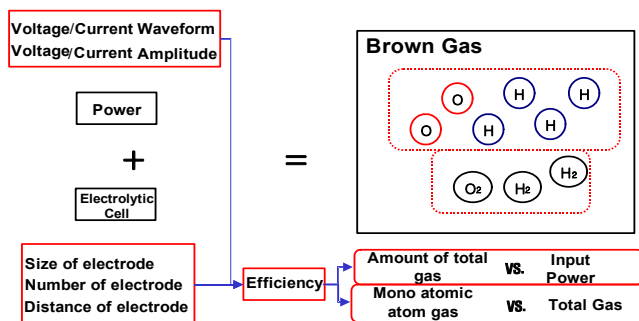 Voltage/Current Waveform
Voltage/Current Amplitude
Power
+
Electrolytic
Cell
=
Brown Gas
O
H
H
O
H
H
O2
H2
H2
Size of electrode
Number of electrode
Distance of electrode
Efficiency
Amount of total
gas
VS.
Input
Power
Mono atomic
atom gas
VS.
Total Gas